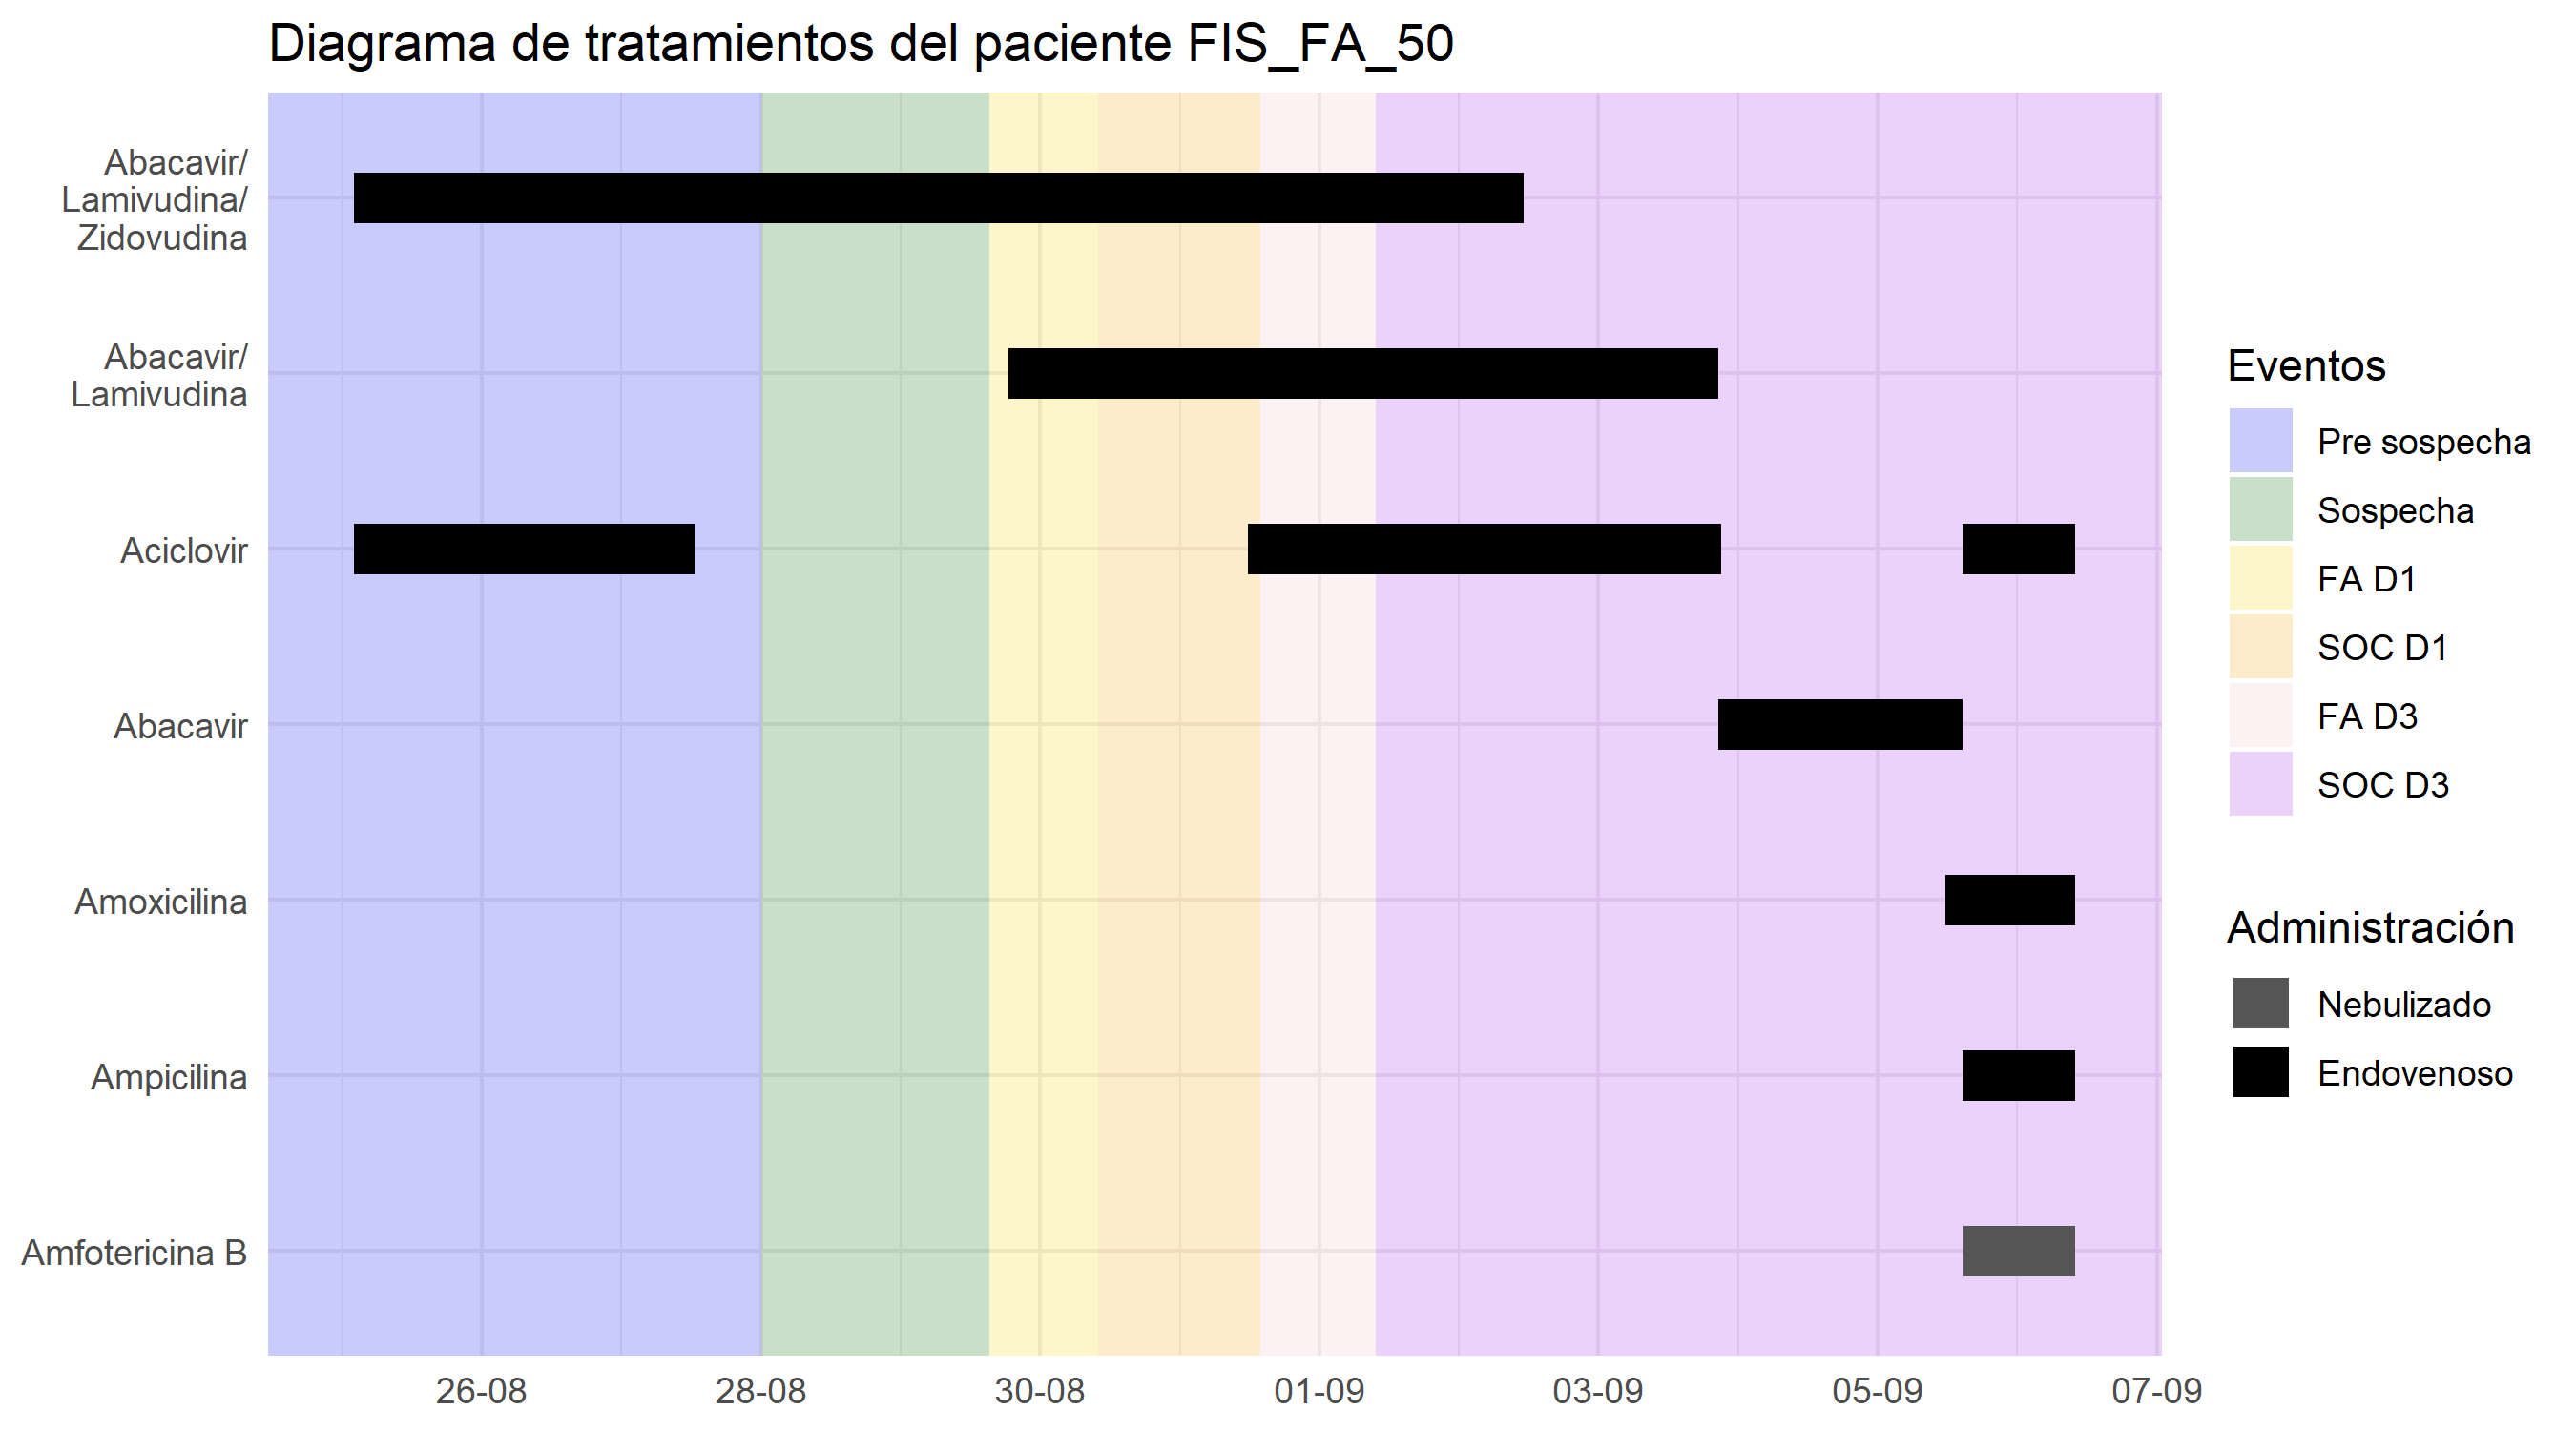 Diagrama de tratamientos del paciente FIS_FA_50
Abacavir/
Lamivudina/
Zidovudina
Abacavir/
Lamivudina
Aciclovir
Abacavir
Amoxicilina
Ampicilina
Amfotericina B
26-08
28-08
30-08
01-09
03-09
05-09
07-09
Eventos
Pre sospecha
Sospecha
FA D1
SOC D1
FA D3
SOC D3
Administración
Nebulizado
Endovenoso